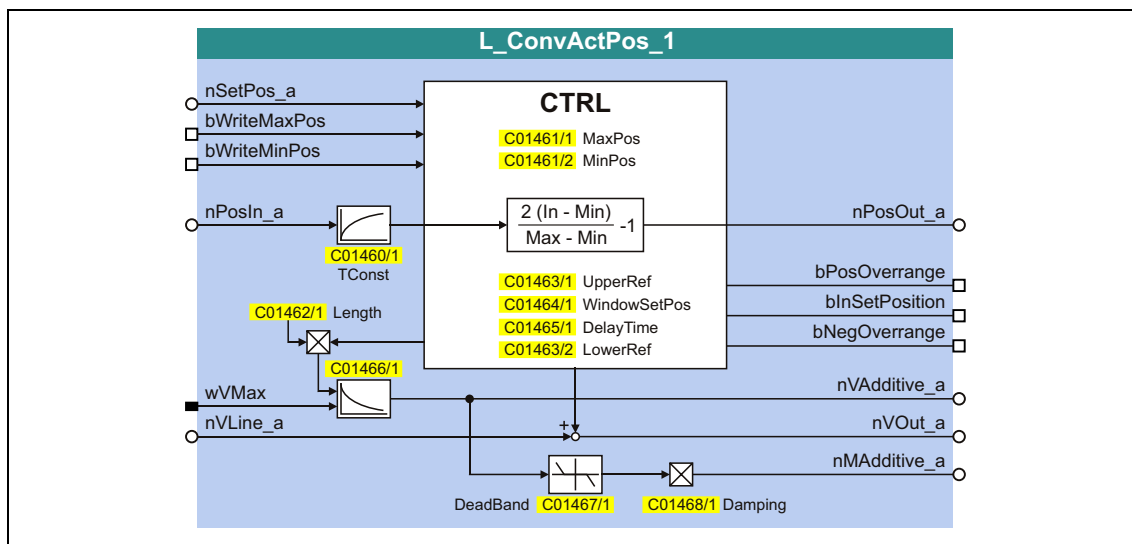 L_ConvActPos_1
nSetPos_a
bWriteMaxPos
bWriteMinPos
CTRL
C01461/1 MaxPos
C01461/2 MinPos
nPosIn_a
2 (In - Min)
Max - Min
-1
nPosOut_a
C01460/1
TConst
C01463/1 UpperRef
C01464/1 WindowSetPos
C01465/1 DelayTime
C01463/2 LowerRef
bPosOverrange
bInSetPosition
bNegOverrange
C01462/1 Length
C01466/1
wVMax
nVLine_a
+
nVAdditive_a
nVOut_a
nMAdditive_a
DeadBand C01467/1
C01468/1 Damping